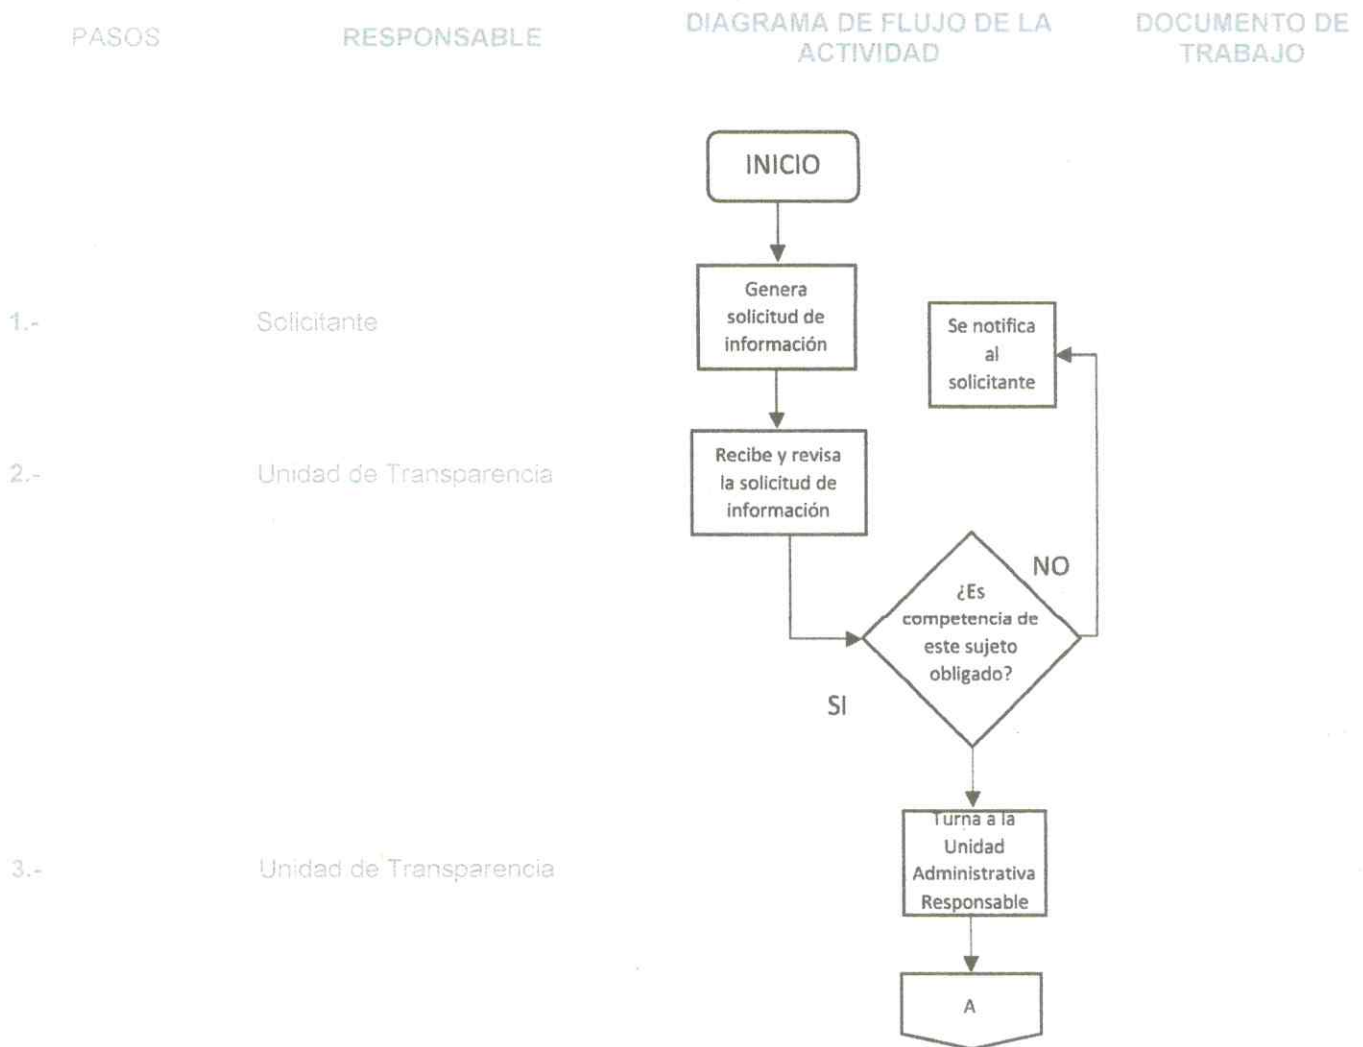 PASOS
RESPONSABLE
DIAGRAMA DE FLUJO DE LA
ACTIVIDAD
DOCUMENTO DE
TRABAJO
INICIO
1.-
Solicitante
Genera
solicitud de
información
Se notifica
al
solicitante
2.-
Unidad de Transparencia
Recibe y revisa
la solicitud de
información
¿Es
competencia de
este sujeto
obligado?
NO
SI
3.-
Unidad de Transparencia
Turna a la
Unidad
Administrativa
Responsable
A